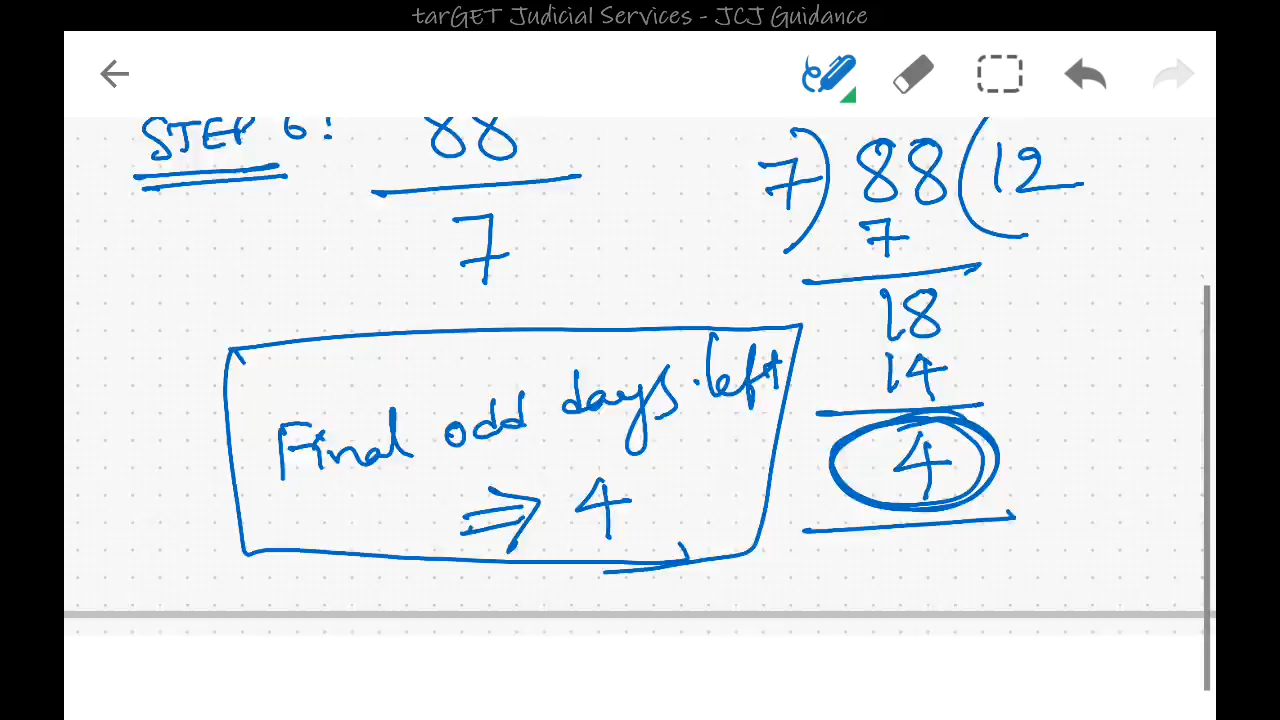 tarGET Judicial Services - JCJ Guidance
STEP 6:
88
7
7) 88 (12
7
18
14
4
Final odd days left
⇒ 4